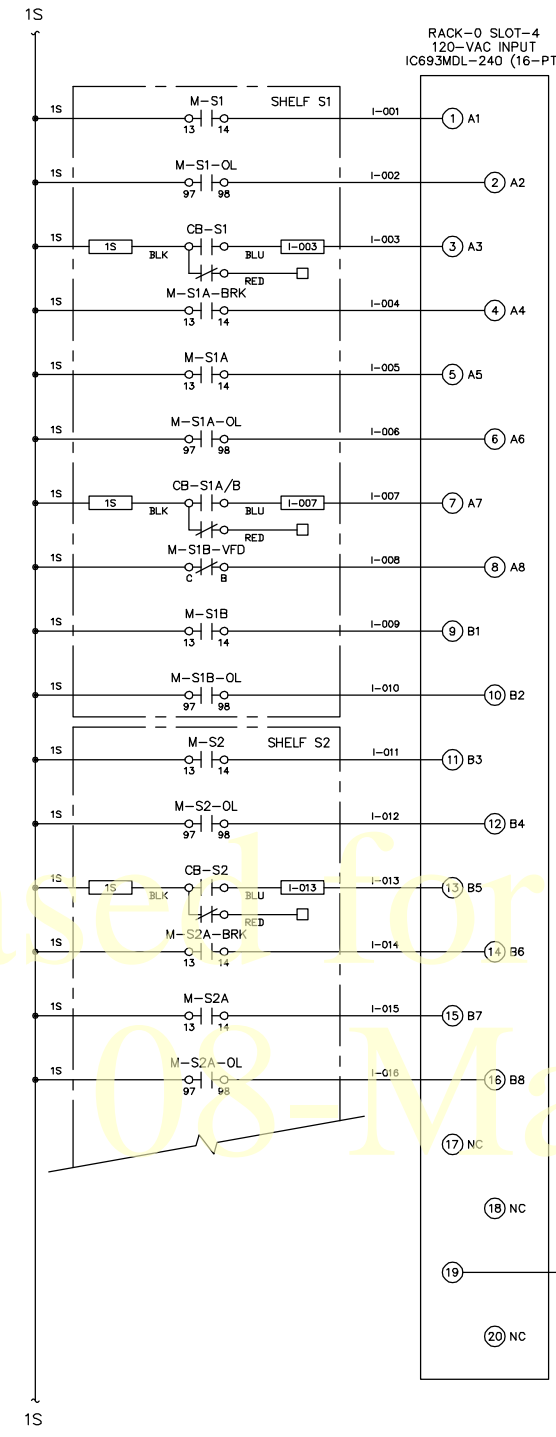 1S
RACK-0 SLOT-4
120-VAC INPUT
IC693MDL-240 (16-PT
1S M-S1 SHELF S1 I-001 1 A1
13 14
M-S1-OL
1S I-002 2 A2
97 98
CB-S1
1S 1S BLK BLU I-003 I-003 3 A3
RED
M-S1A-BRK
1S I-004 4 A4
13 14
M-S1A
1S I-005 5 A5
13 14
M-S1A-OL
1S I-006 6 A6
97 98
CB-S1A/B
1S 1S BLK BLU I-007 I-007 7 A7
RED
M-S1B-VFD
1S I-008 8 A8
C B
M-S1B
1S I-009 9 B1
13 14
M-S1B-OL
1S I-010 10 B2
97 98
M-S2 SHELF S2
1S I-011 11 B3
13 14
M-S2-OL
1S I-012 12 B4
97 98
CB-S2
1S 1S BLK BLU I-013 I-013 13 B5
RED
M-S2A-BRK
1S I-014 14 B6
13 14
M-S2A
1S I-015 15 B7
13 14
M-S2A-OL
1S I-016 16 B8
97 98
17 NC
18 NC
19
20 NC
1S
ased for
08-Ma